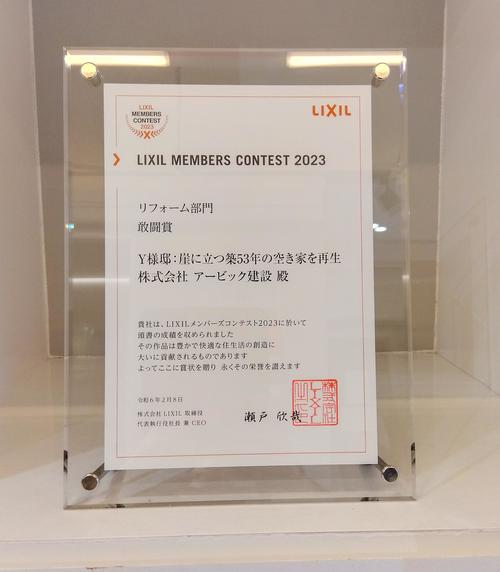 LIXIL
MEMBERS
CONTEST
2023
LIXIL
LIXIL MEMBERS CONTEST 2023
リフォーム部門
敢闘賞
Y様邸：崖に立つ築53年の空き家を再生
株式会社 アービック建設 殿
貴社は、LIXILメンバーズコンテスト2023に於いて
頭書の成績を収められました
その作品は豊かで快適な住生活の創造に
大いに貢献されるものであります
よってここに賞状を贈り 永くその栄誉を讃えます
令和6年2月8日
株式会社 LIXIL 取締役
代表執行役社長 兼 CEO
瀬戸 欣哉